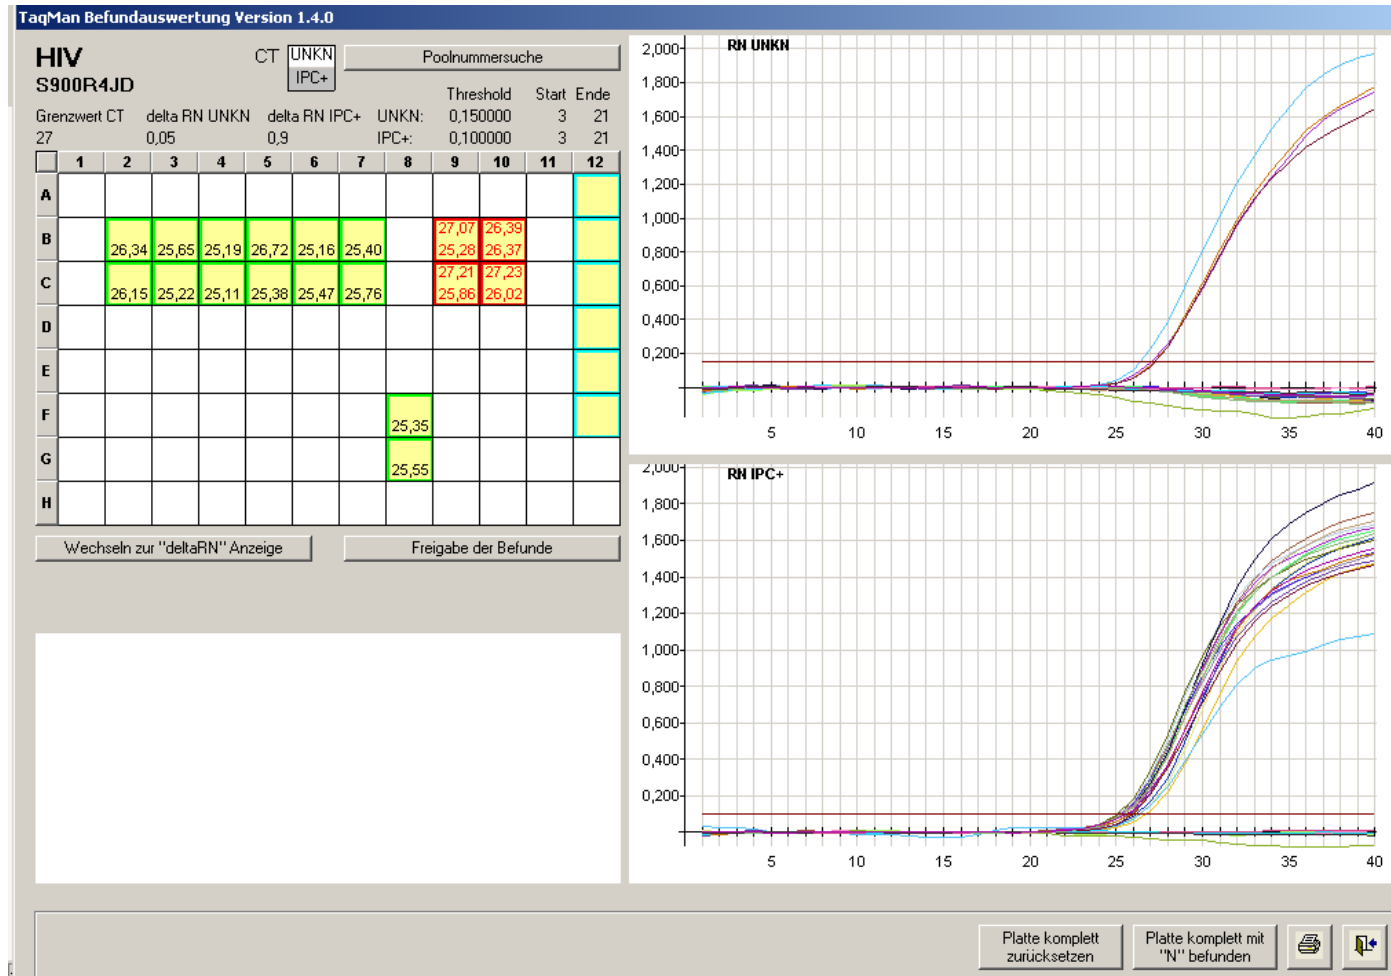 TaqMan Befundauswertung Version 1.4.0
HIV
S900R4JD
CT UNKN
IPC+
Poolnummersuche
Threshold Start Ende
Grenzwert CT delta RN UNKN delta RN IPC+ UNKN: 0,150000 3 21
27 0,05 0,9 IPC+: 0,100000 3 21
1 2 3 4 5 6 7 8 9 10 11 12
A
B
27,07 26,39
26,34 25,65 25,19 26,72 25,16 25,40 25,28 26,37
C
27,21 27,23
26,15 25,22 25,11 25,38 25,47 25,76 25,86 26,02
D
E
F
25,35
G
25,55
H
Wechseln zur "deltaRN" Anzeige
Freigabe der Befunde
RN UNKN
2,000
1,800
1,600
1,400
1,200
1,000
0,800
0,600
0,400
0,200
5 10 15 20 25 30 35 40
RN IPC+
2,000
1,800
1,600
1,400
1,200
1,000
0,800
0,600
0,400
0,200
5 10 15 20 25 30 35 40
Platte komplett
zurücksetzen
Platte komplett mit
"N" befunden